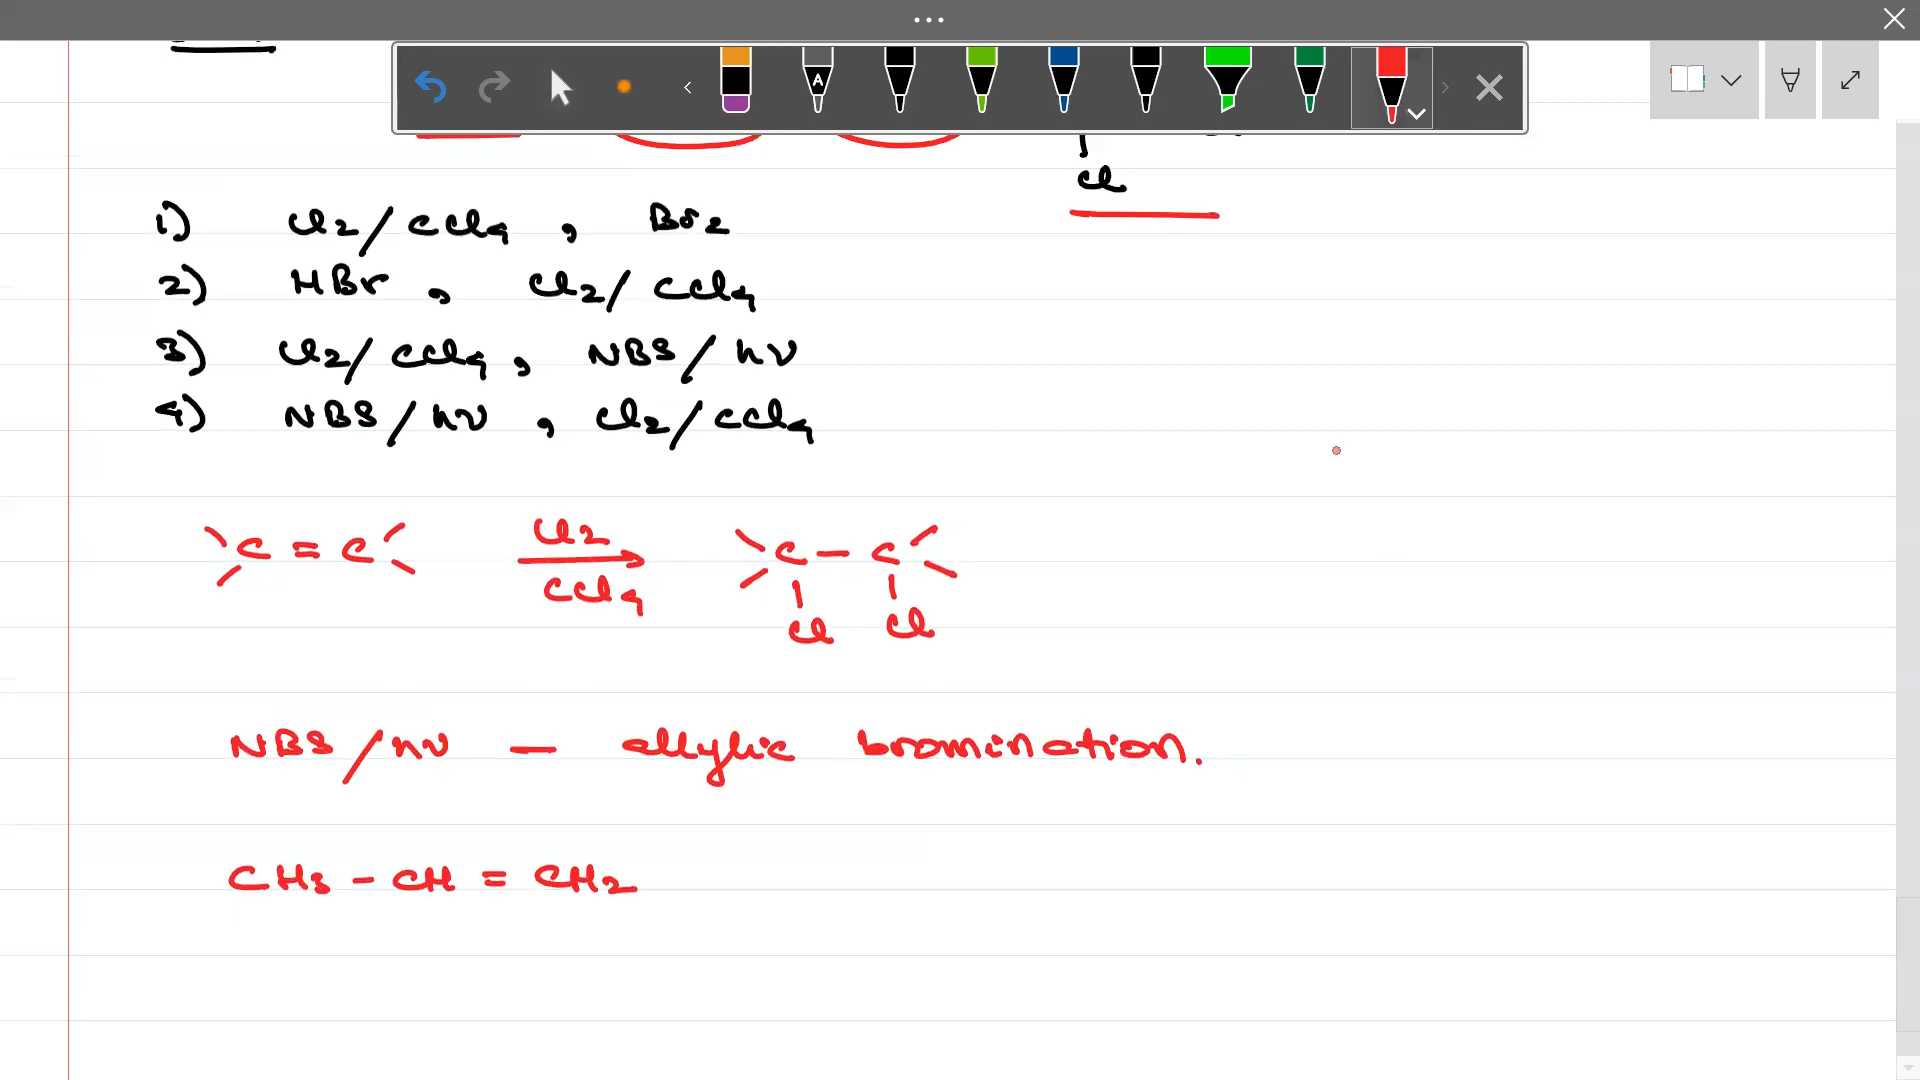 Cl
1) Cl2/CCl4, Br2
2) HBr, Cl2/CCl4
3) Cl2/CCl4, NBS/hν
4) NBS/hν, Cl2/CCl4
>C = C< Cl2 / CCl4 → >C - C<
Cl Cl
NBS/hν — allylic bromination.
CH3 - CH = CH2